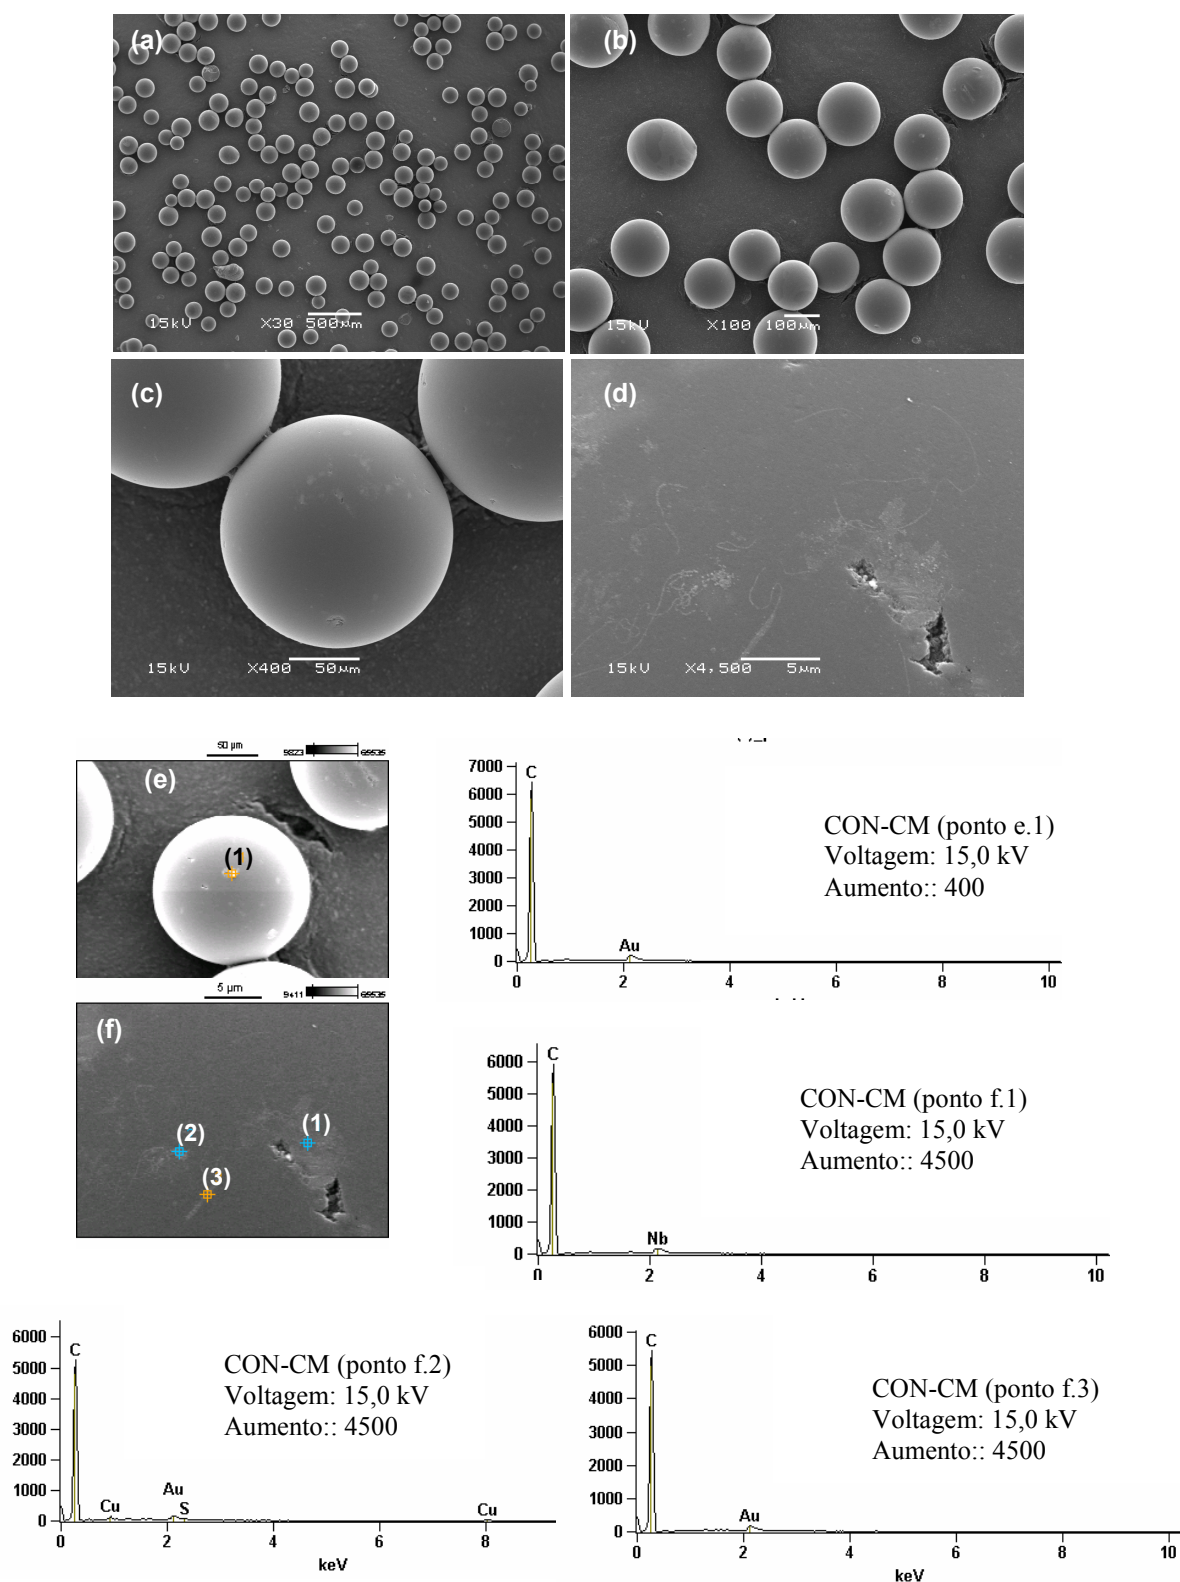 (a)
15kV X30 500µm
(b)
15kV X100 100µm
(c)
15kV X400 50µm
(d)
15kV X4,500 5µm
50 µm
9823 65535
(e)
(1)
7000
6000
5000
4000
3000
2000
1000
0
C
Au
0 2 4 6 8 10
CON-CM (ponto e.1)
Voltagem: 15,0 kV
Aumento:: 400
5 µm
9411 65535
(f)
(1)
(2)
(3)
6000
5000
4000
3000
2000
1000
0
C
Nb
0 2 4 6 8 10
CON-CM (ponto f.1)
Voltagem: 15,0 kV
Aumento:: 4500
6000
5000
4000
3000
2000
1000
0
C
Cu
Au
S
Cu
0 2 4 6 8
keV
CON-CM (ponto f.2)
Voltagem: 15,0 kV
Aumento:: 4500
6000
5000
4000
3000
2000
1000
0
C
Au
0 2 4 6 8 10
keV
CON-CM (ponto f.3)
Voltagem: 15,0 kV
Aumento:: 4500